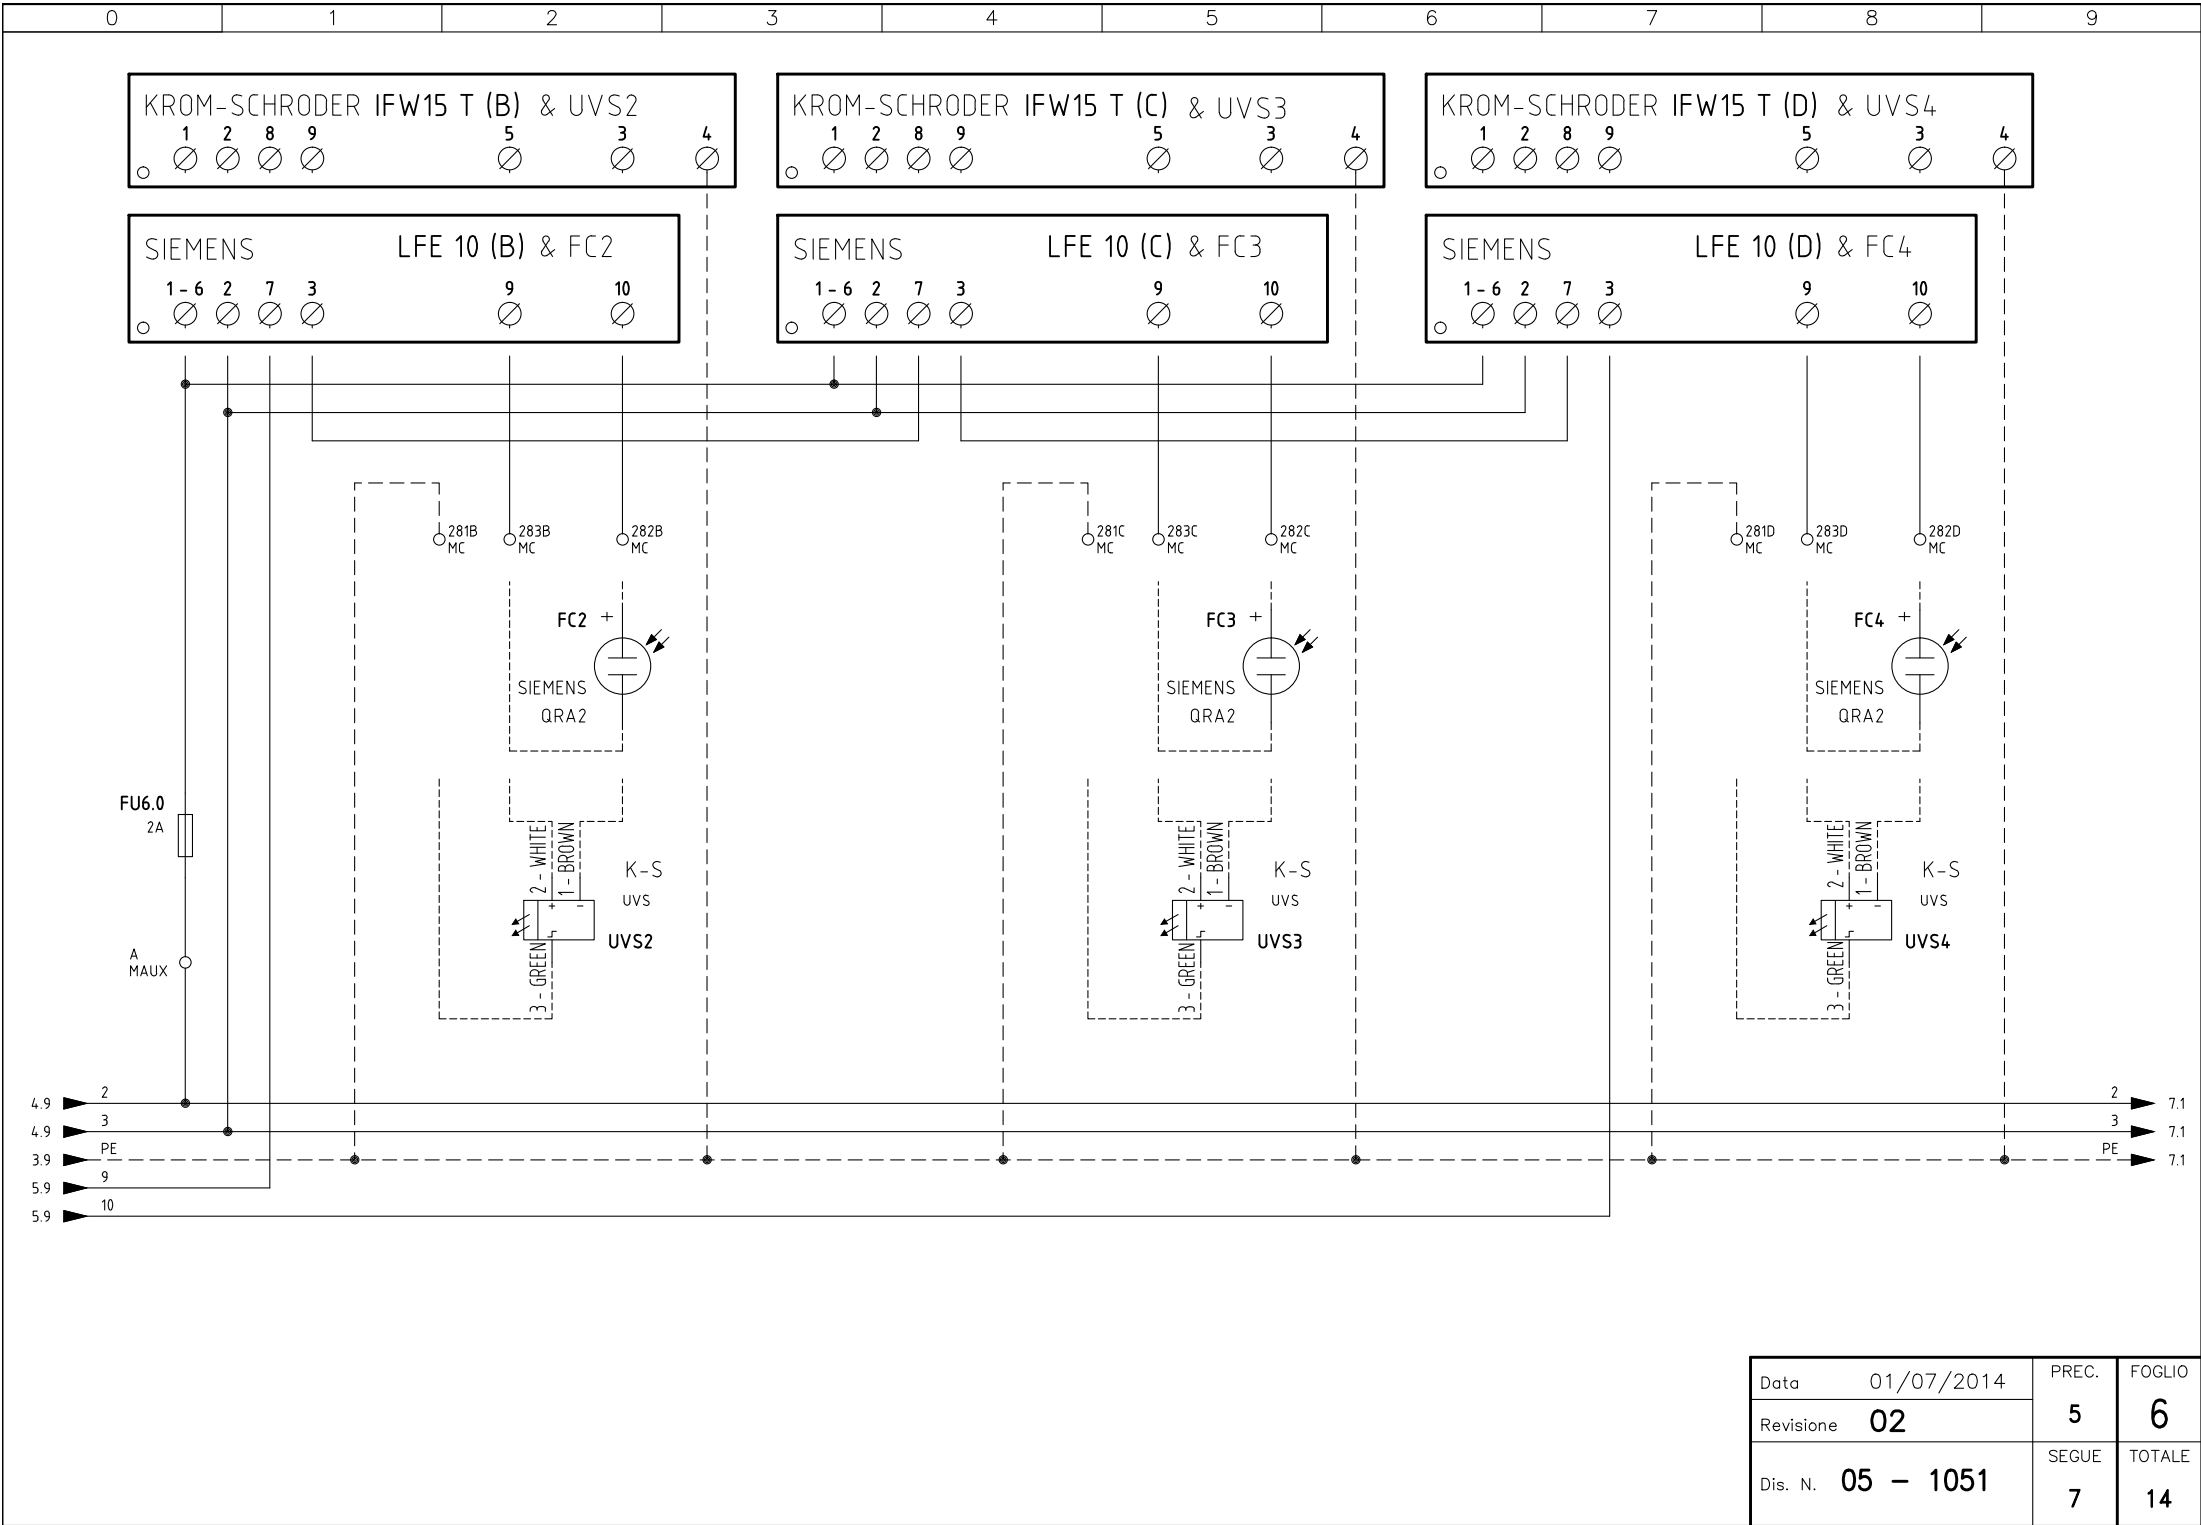 0 1 2 3 4 5 6 7 8 9
KROM-SCHRODER IFW15 T (B) & UVS2
1 2 8 9 5 3 4
KROM-SCHRODER IFW15 T (C) & UVS3
1 2 8 9 5 3 4
KROM-SCHRODER IFW15 T (D) & UVS4
1 2 8 9 5 3 4
SIEMENS LFE 10 (B) & FC2
1 - 6 2 7 3 9 10
SIEMENS LFE 10 (C) & FC3
1 - 6 2 7 3 9 10
SIEMENS LFE 10 (D) & FC4
1 - 6 2 7 3 9 10
281B
MC
283B
MC
282B
MC
281C
MC
283C
MC
282C
MC
281D
MC
283D
MC
282D
MC
FC2 +
SIEMENS
QRA2
FC3 +
SIEMENS
QRA2
FC4 +
SIEMENS
QRA2
FU6.0
2A
A
MAUX
2 - WHITE
1 - BROWN
K-S
UVS
+ -
UVS2
3 - GREEN
2 - WHITE
1 - BROWN
K-S
UVS
+ -
UVS3
3 - GREEN
2 - WHITE
1 - BROWN
K-S
UVS
+ -
UVS4
3 - GREEN
4.9 2 2 7.1
4.9 3 3 7.1
3.9 PE PE 7.1
5.9 9
5.9 10
Data 01/07/2014
Revisione 02
Dis. N. 05 - 1051
PREC.
5
FOGLIO
6
SEGUE
7
TOTALE
14